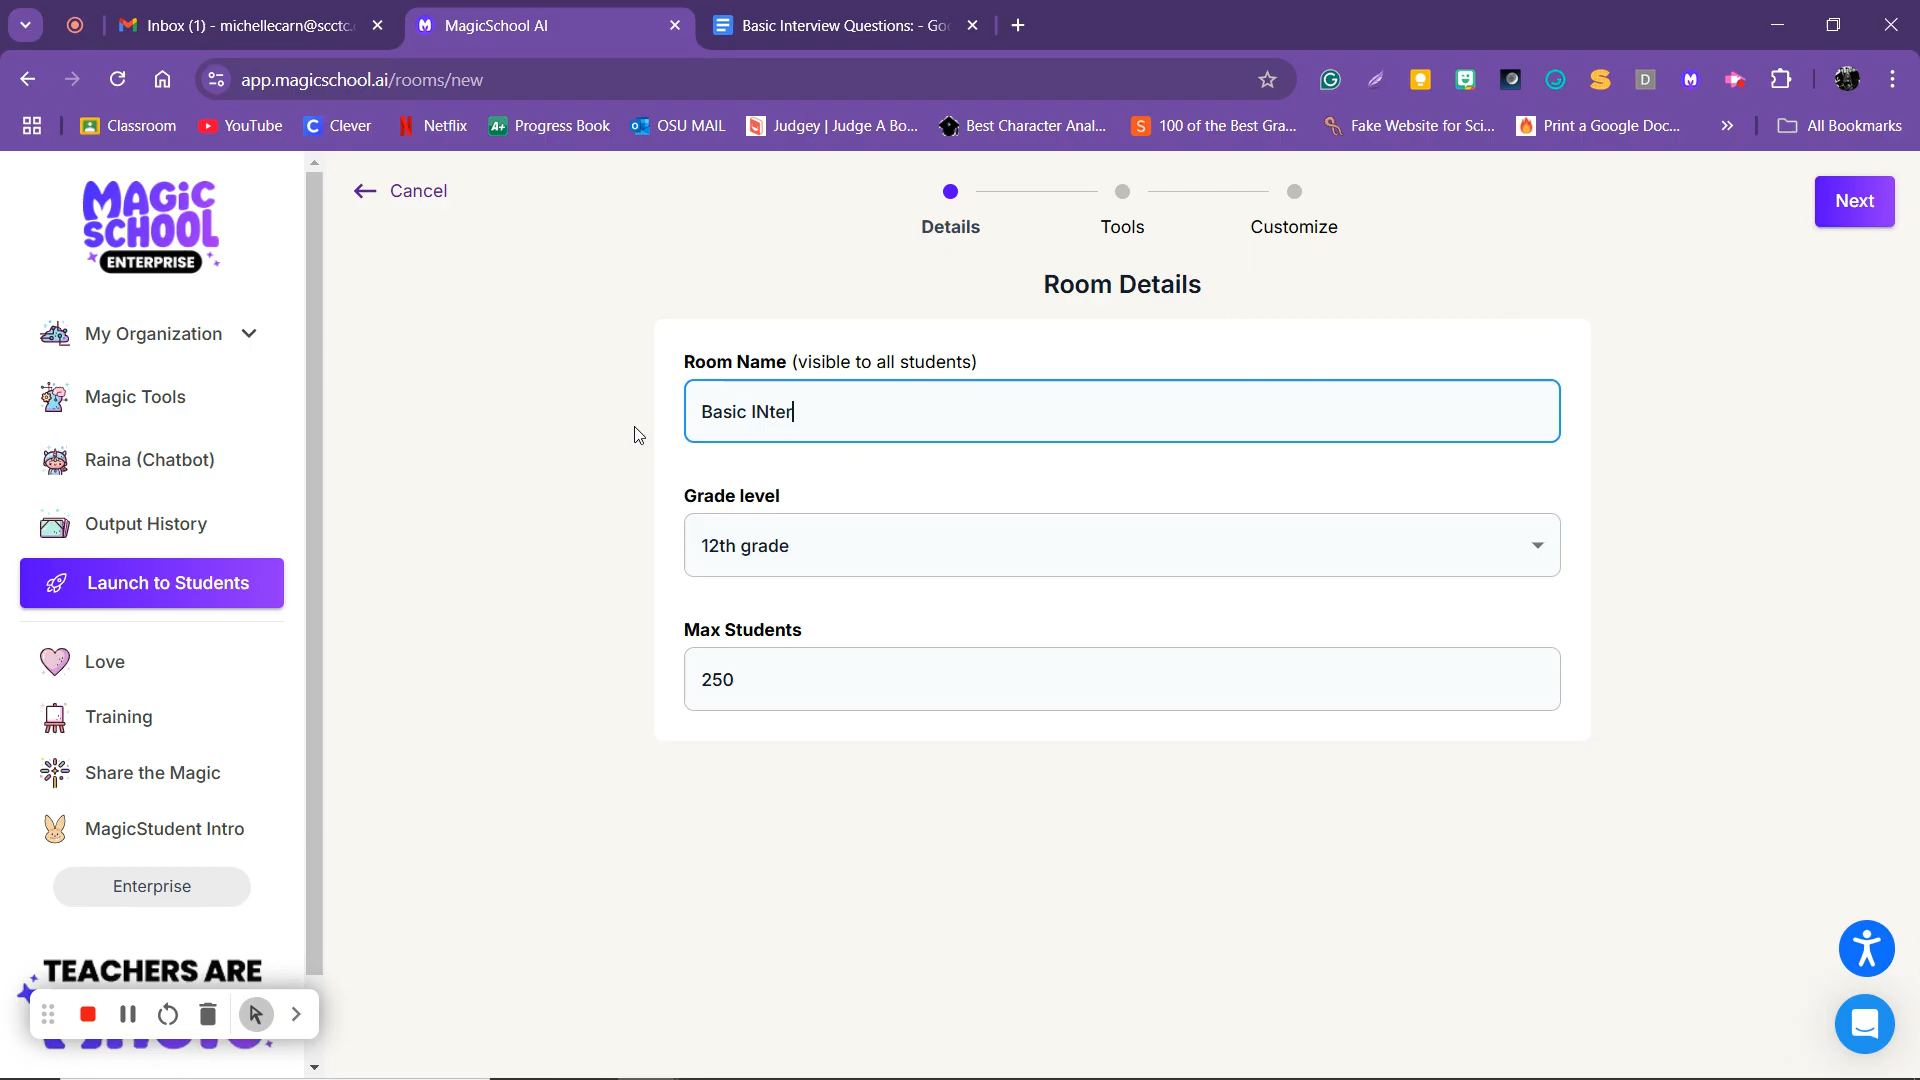 Inbox (1) - michellecarn@scctc.
MagicSchool AI
Basic Interview Questions: - Goo
app.magicschool.ai/rooms/new
Classroom
YouTube
Clever
Netflix
Progress Book
OSU MAIL
Judgey | Judge A Bo...
Best Character Anal...
100 of the Best Gra...
Fake Website for Sci...
Print a Google Doc...
All Bookmarks
MAGIC
SCHOOL
ENTERPRISE
My Organization
Magic Tools
Raina (Chatbot)
Output History
Launch to Students
Love
Training
Share the Magic
MagicStudent Intro
Enterprise
TEACHERS ARE
Cancel
Details
Tools
Customize
Next
Room Details
Room Name (visible to all students)
Basic INter
Grade level
12th grade
Max Students
250